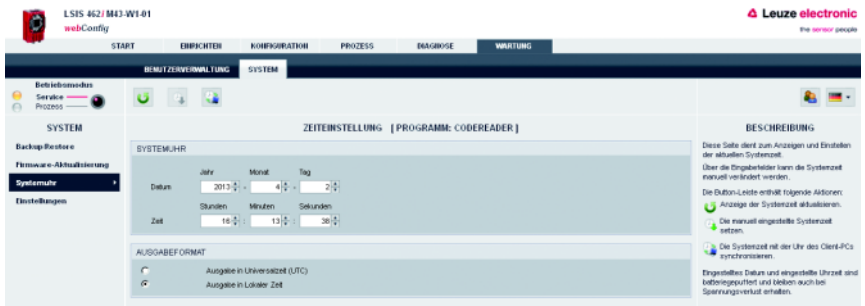 LSIS 462i M43-W1-01
webConfig
Leuze electronic
the sensor people
START EINRICHTEN KONFIGURATION PROZESS DIAGNOSE WARTUNG
BENUTZERVERWALTUNG SYSTEM
Betriebsmodus
Service
Prozess
SYSTEM
Backup/Restore
Firmware-Aktualisierung
Systemuhr
Einstellungen
ZEITEINSTELLUNG [ PROGRAMM: CODEREADER ]
SYSTEMUHR
Jahr Monat Tag
Datum 2013 - 4 - 2
Stunden Minuten Sekunden
Zeit 16 : 13 : 38
AUSGABEFORMAT
Ausgabe in Universalzeit (UTC)
Ausgabe in Lokaler Zeit
BESCHREIBUNG
Diese Seite dient zum Anzeigen und Einstellen
der aktuellen Systemzeit.
Über die Eingabefelder kann die Systemzeit
manuell verändert werden.
Die Button-Leiste enthält folgende Aktionen:
Anzeige der Systemzeit aktualisieren.
Die manuell eingestellte Systemzeit
setzen.
Die Systemzeit mit der Uhr des Client-PCs
synchronisieren.
Eingestelltes Datum und eingestellte Uhrzeit sind
batteriegepuffert und bleiben auch bei
Spannungsverlust erhalten.